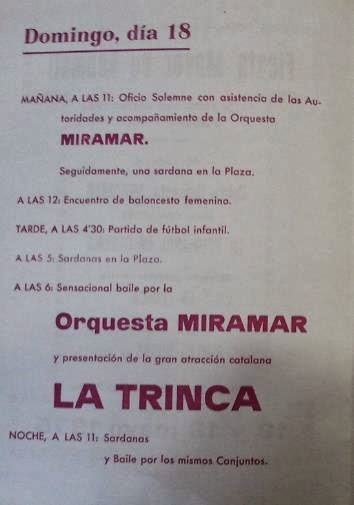 Domingo, día 18
MAÑANA, A LAS 11: Oficio Solemne con asistencia de las Au-
toridades y acompañamiento de la Orquesta
MIRAMAR.
Seguidamente, una sardana en la Plaza.
A LAS 12: Encuentro de baloncesto femenino.
TARDE, A LAS 4'30: Partido de fútbol infantil.
A LAS 5: Sardanas en la Plaza.
A LAS 6: Sensacional baile por la
Orquesta MIRAMAR
y presentación de la gran atracción catalana
LA TRINCA
NOCHE, A LAS 11: Sardanas
y Baile por los mismos Conjuntos.